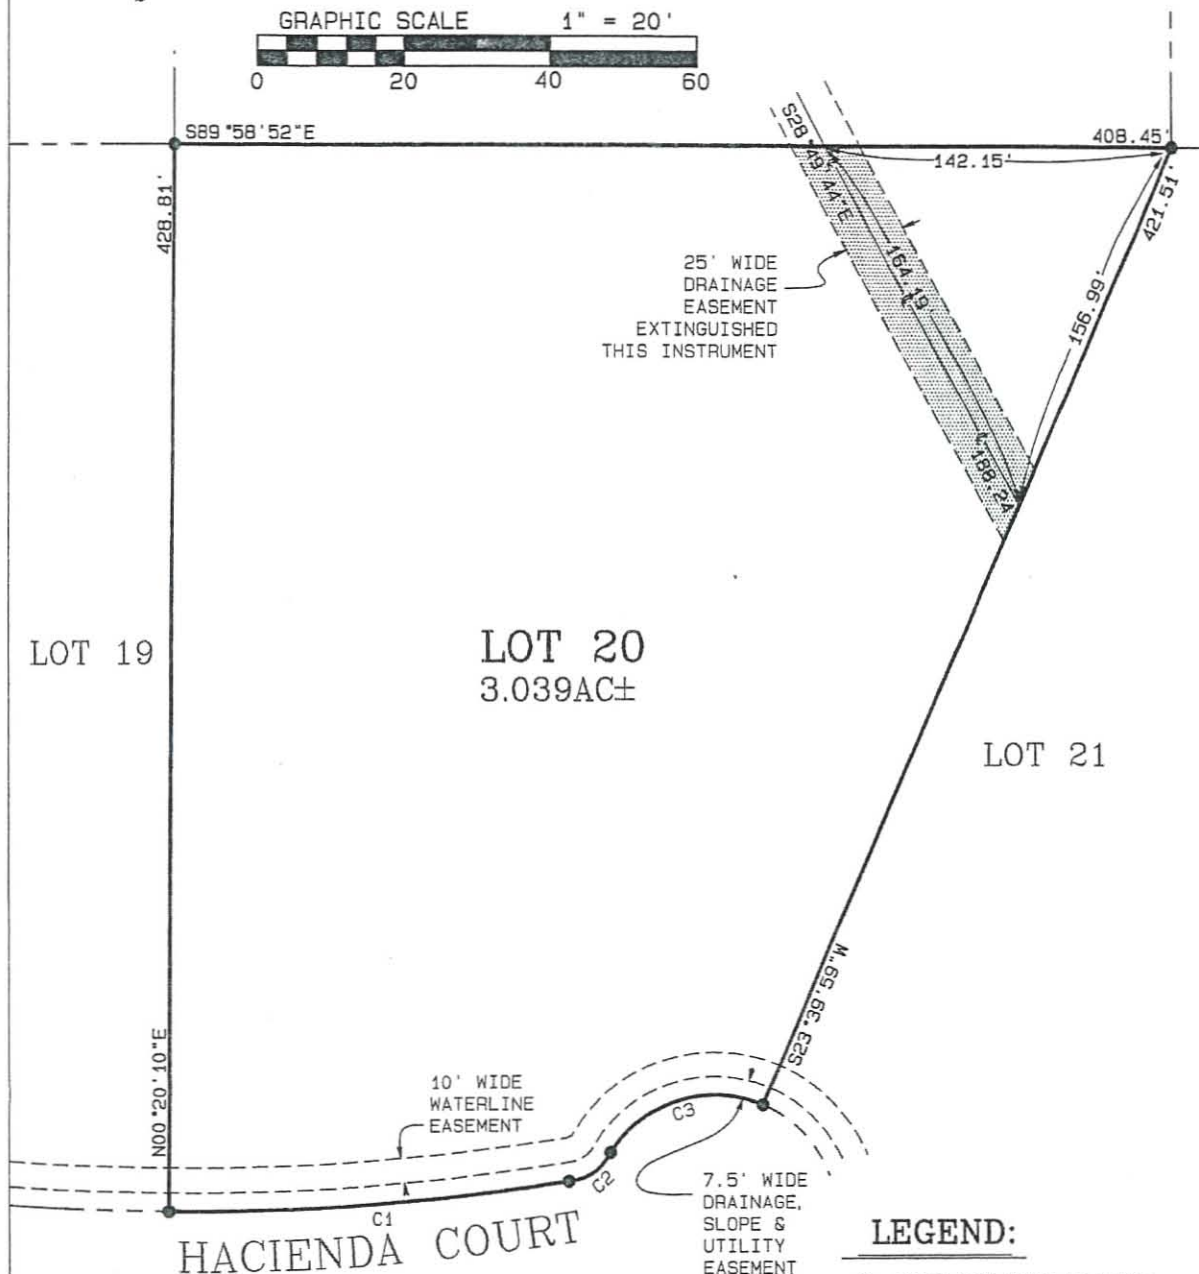 GRAPHIC SCALE 1" = 20'
0 20 40 60
S89°58'52"E
408.45'
142.15'
S28°49'44"E
428.81'
421.51'
164.19'
156.99'
188.24
25' WIDE
DRAINAGE
EASEMENT
EXTINGUISHED
THIS INSTRUMENT
LOT 19
LOT 20
3.039AC±
LOT 21
S23°39'59"W
N00°20'10"E
10' WIDE
WATERLINE
EASEMENT
C3
C2
C1
7.5' WIDE
DRAINAGE,
SLOPE &
UTILITY
EASEMENT
HACIENDA COURT
LEGEND: